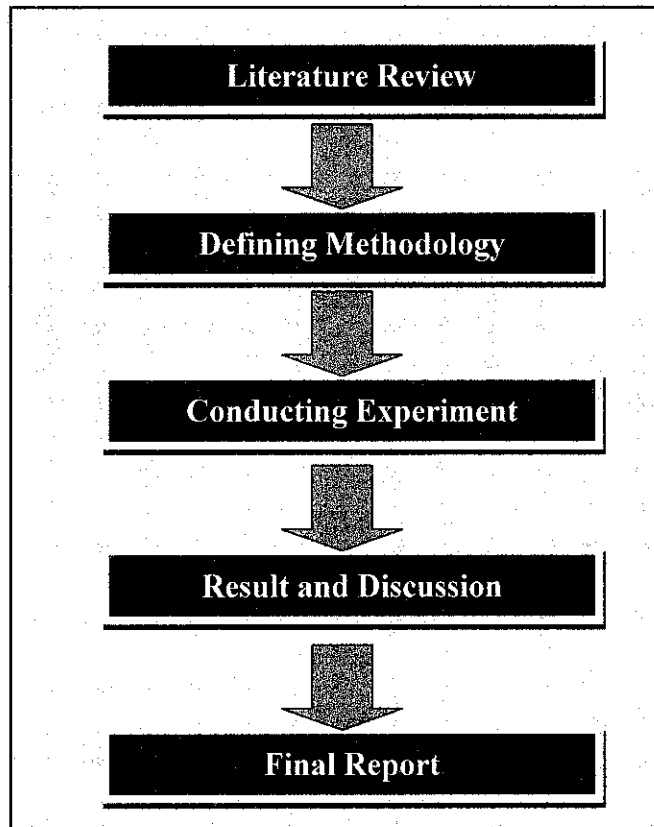 Literature Review
Defining Methodology
Conducting Experiment
Result and Discussion
Final Report